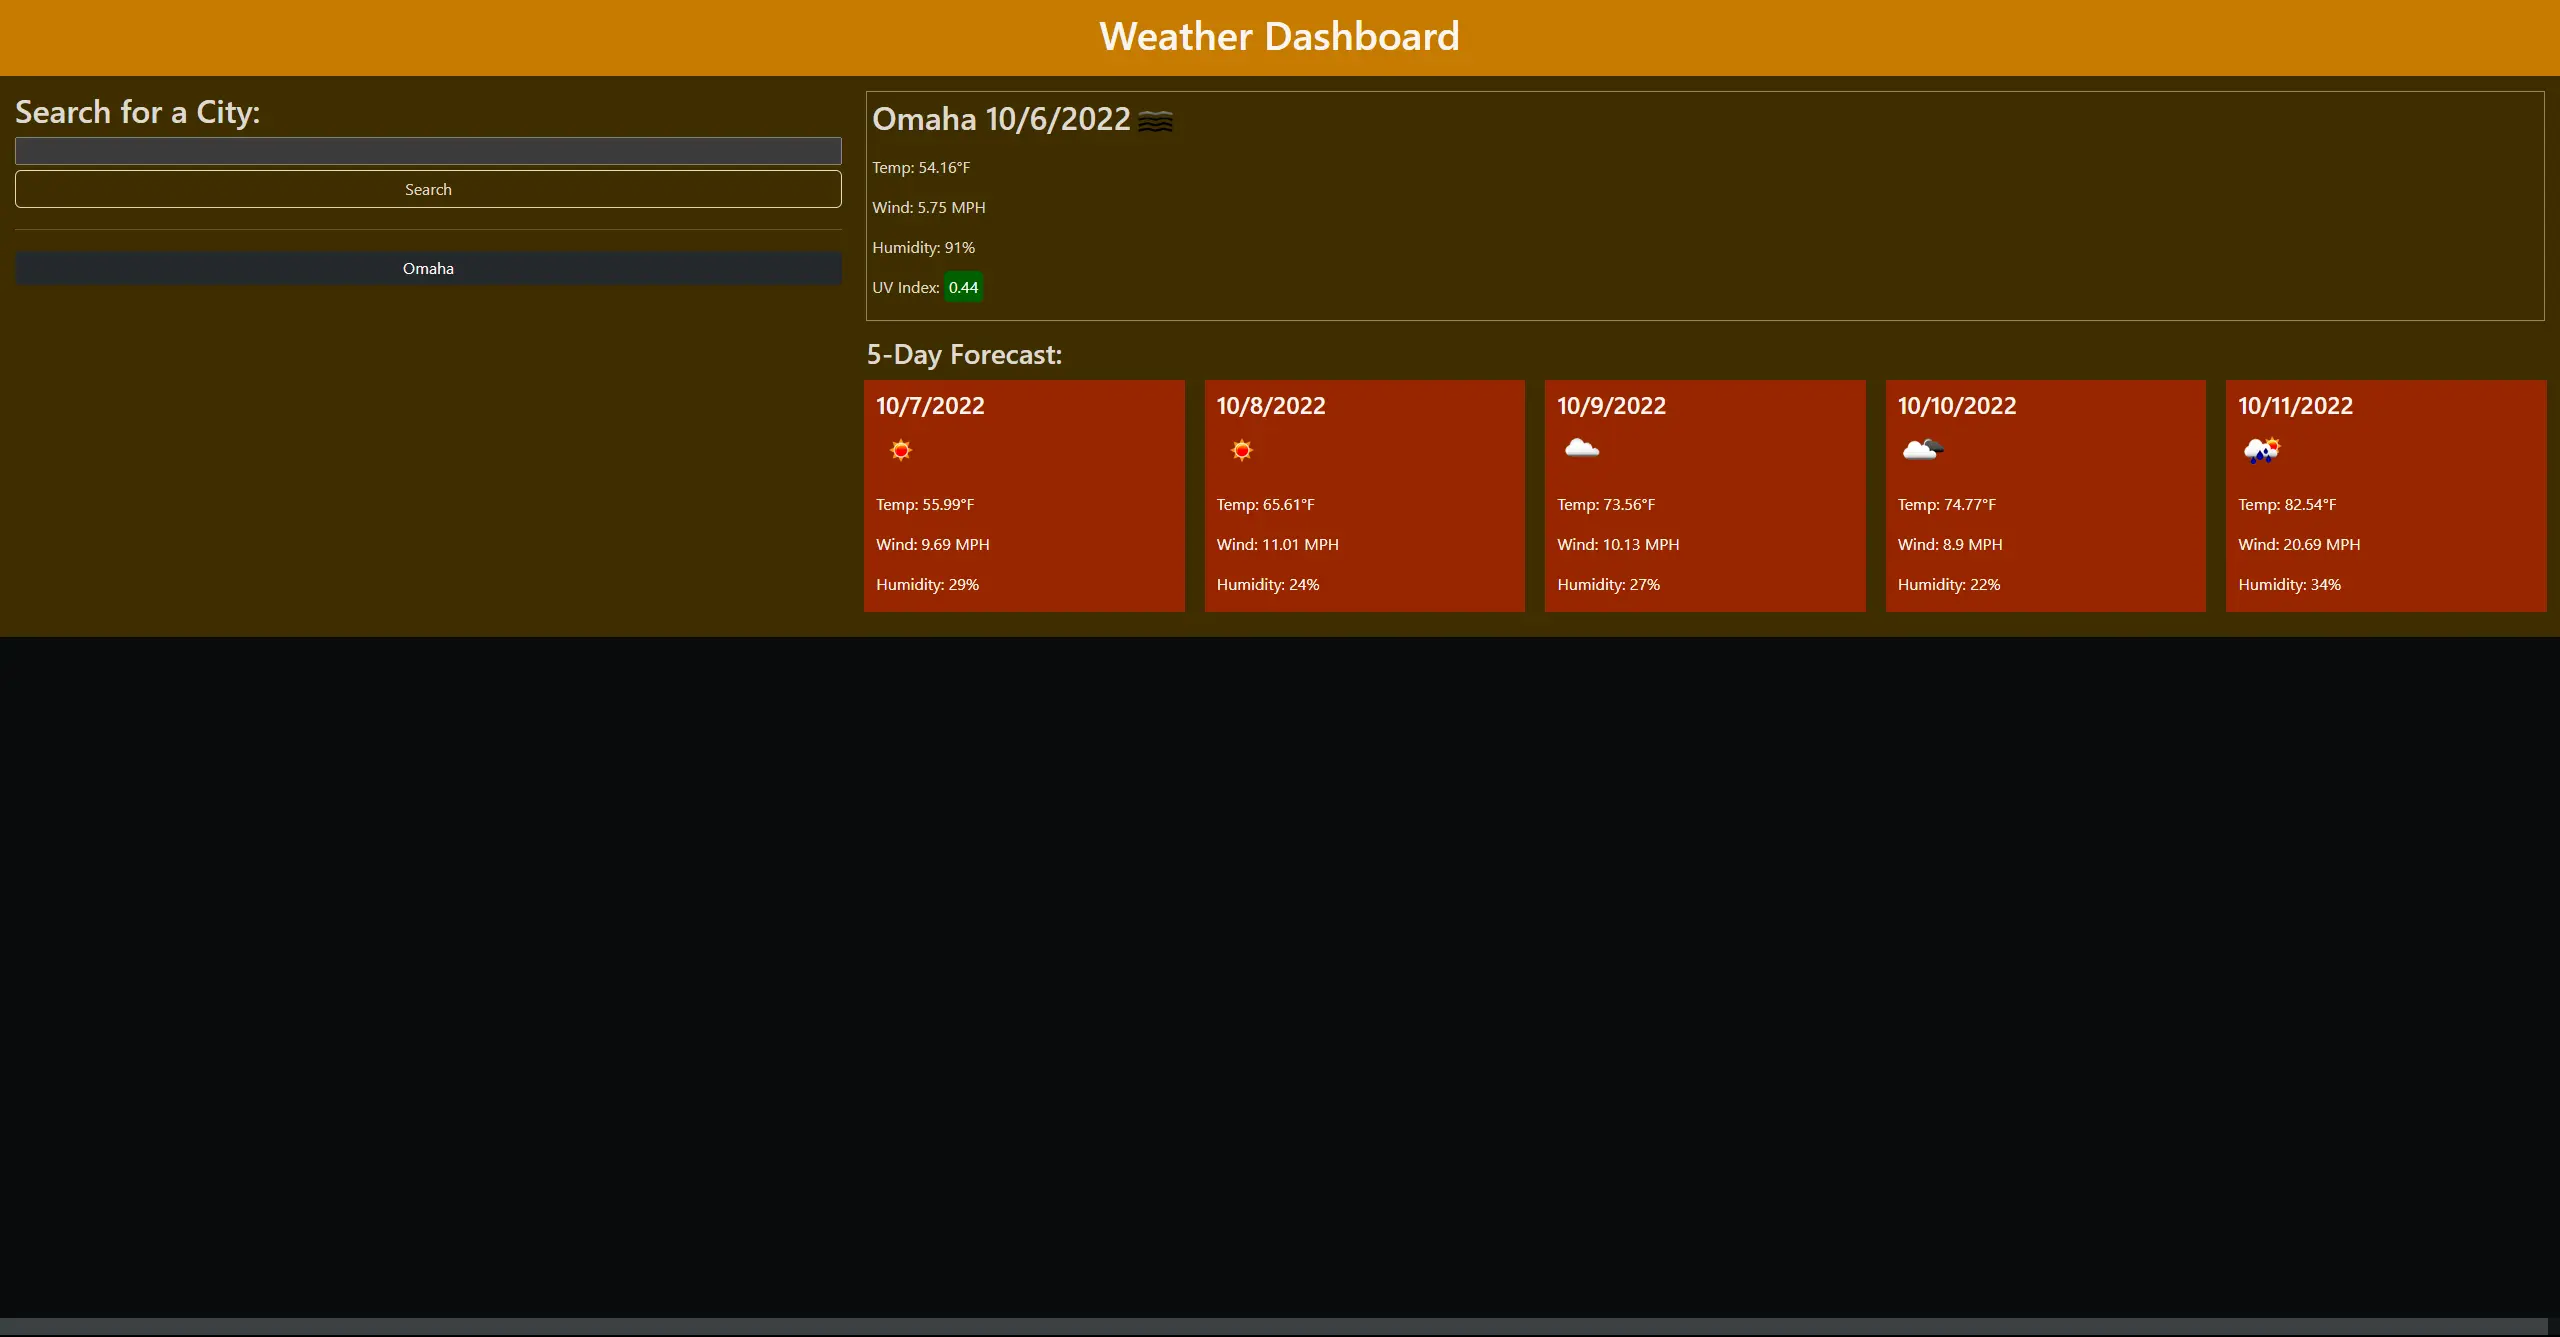 Weather Dashboard
Search for a City:
Search
Omaha
Omaha 10/6/2022
Temp: 54.16°F
Wind: 5.75 MPH
Humidity: 91%
UV Index: 0.44
5-Day Forecast:
10/7/2022
Temp: 55.99°F
Wind: 9.69 MPH
Humidity: 29%
10/8/2022
Temp: 65.61°F
Wind: 11.01 MPH
Humidity: 24%
10/9/2022
Temp: 73.56°F
Wind: 10.13 MPH
Humidity: 27%
10/10/2022
Temp: 74.77°F
Wind: 8.9 MPH
Humidity: 22%
10/11/2022
Temp: 82.54°F
Wind: 20.69 MPH
Humidity: 34%